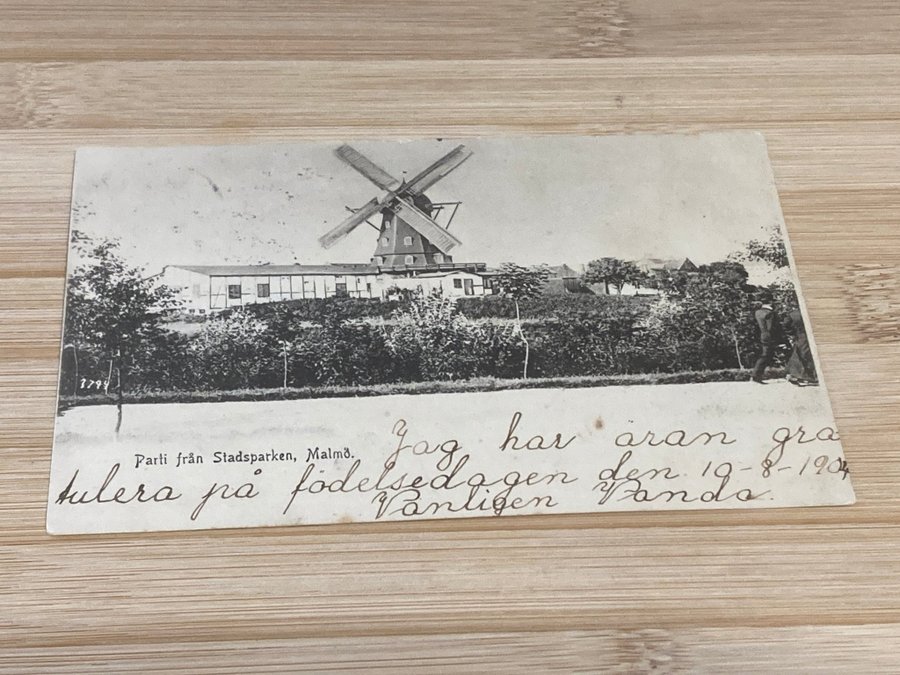 1794
Parti från Stadsparken, Malmö.
Jag har äran gra
tulera på födelsedagen den 19-8-1904
Vänligen Vanda.